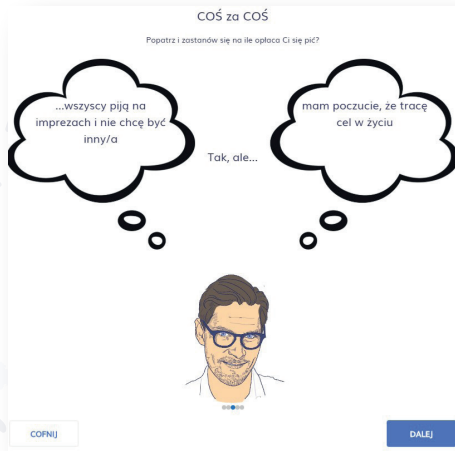 COŚ za COŚ
Popatrz i zastanów się na ile opłaca Ci się pić?
...wszyscy piją na
imprezach i nie chcę być
inny/a
Tak, ale...
mam poczucie, że tracę
cel w życiu
COFNIJ
DALEJ